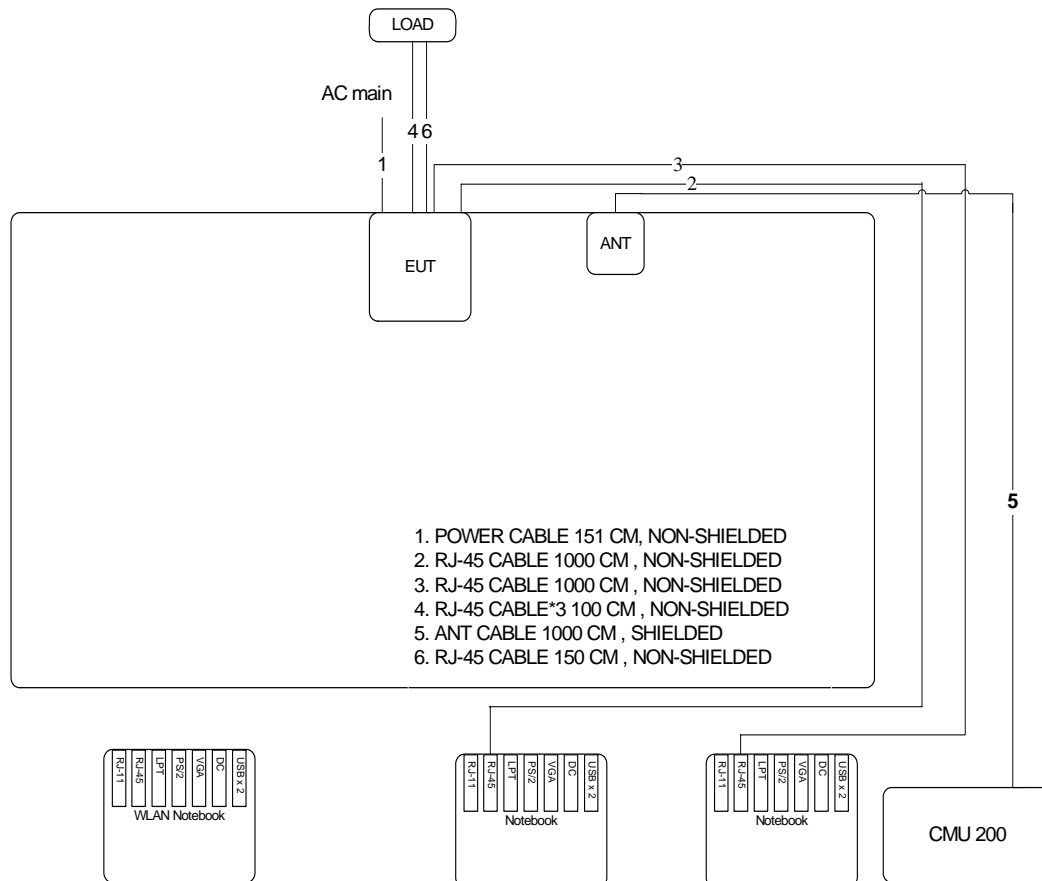 LOAD
AC main
4 6
1
3
2
EUT
ANT
5
1. POWER CABLE 151 CM, NON-SHIELDED
2. RJ-45 CABLE 1000 CM , NON-SHIELDED
3. RJ-45 CABLE 1000 CM , NON-SHIELDED
4. RJ-45 CABLE*3 100 CM , NON-SHIELDED
5. ANT CABLE 1000 CM , SHIELDED
6. RJ-45 CABLE 150 CM , NON-SHIELDED
RJ-11
RJ-45
LPT
PS/2
VGA
DC
USB x 2
WLAN Notebook
RJ-11
RJ-45
LPT
PS/2
VGA
DC
USB x 2
Notebook
RJ-11
RJ-45
LPT
PS/2
VGA
DC
USB x 2
Notebook
CMU 200